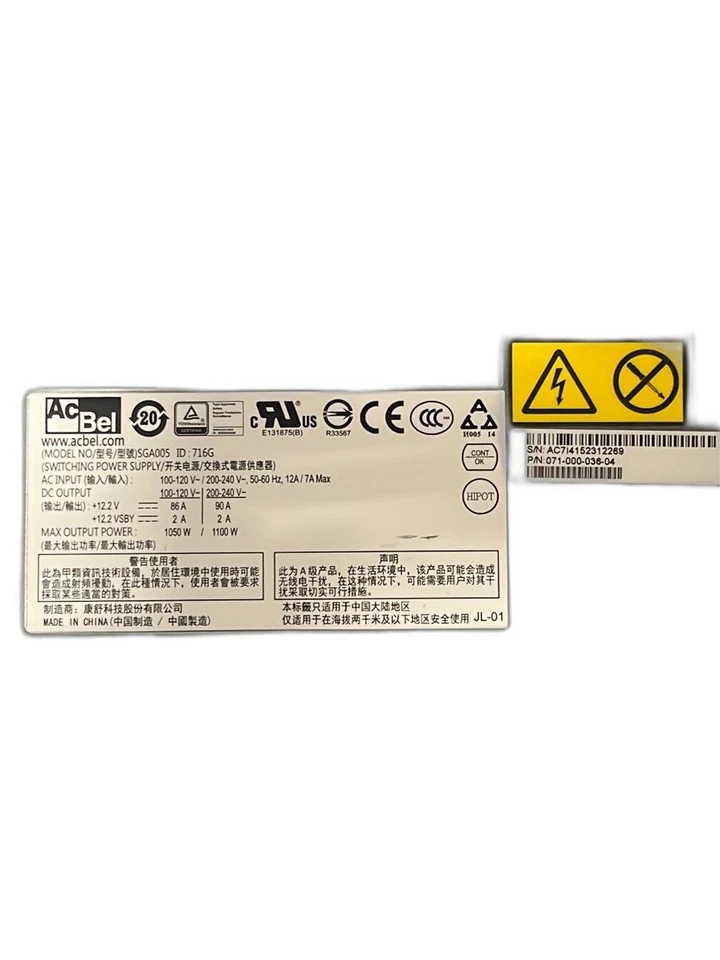 AcBel
www.acbel.com
20
TÜVRheinland
CERTIFIED
c RU US
E131875(B)
S
R33567
CE
CCC
H005 14
CONT
OK
HIPOT
(MODEL NO/型号/型號)SGA005 ID :716G
(SWITCHING POWER SUPPLY/开关电源/交換式電源供應器)
AC INPUT (输入/輸入): 100-120 V~ / 200-240 V~, 50-60 Hz, 12A / 7A Max
DC OUTPUT 100-120 V~ 200-240 V~
(输出/輸出): +12.2 V 86 A 90 A
+12.2 VSBY 2 A 2 A
MAX OUTPUT POWER : 1050 W / 1100 W
(最大输出功率/最大輸出功率)
警告使用者
此為甲類資訊技術設備，於居住環境中使用時可能
會造成射頻擾動，在此種情況下，使用者會被要求
採取某些適當的對策。
声明
此为 A 级产品，在生活环境中，该产品可能会造成
无线电干扰，在这种情况下，可能需要用户对其干
扰采取切实可行措施。
制造商：康舒科技股份有限公司
MADE IN CHINA(中国制造 / 中國製造)
本标籤只适用于中国大陆地区
仅适用于在海拔两千米及以下地区安全使用 JL-01
S/N: AC7I4152312269
P/N:071-000-036-04